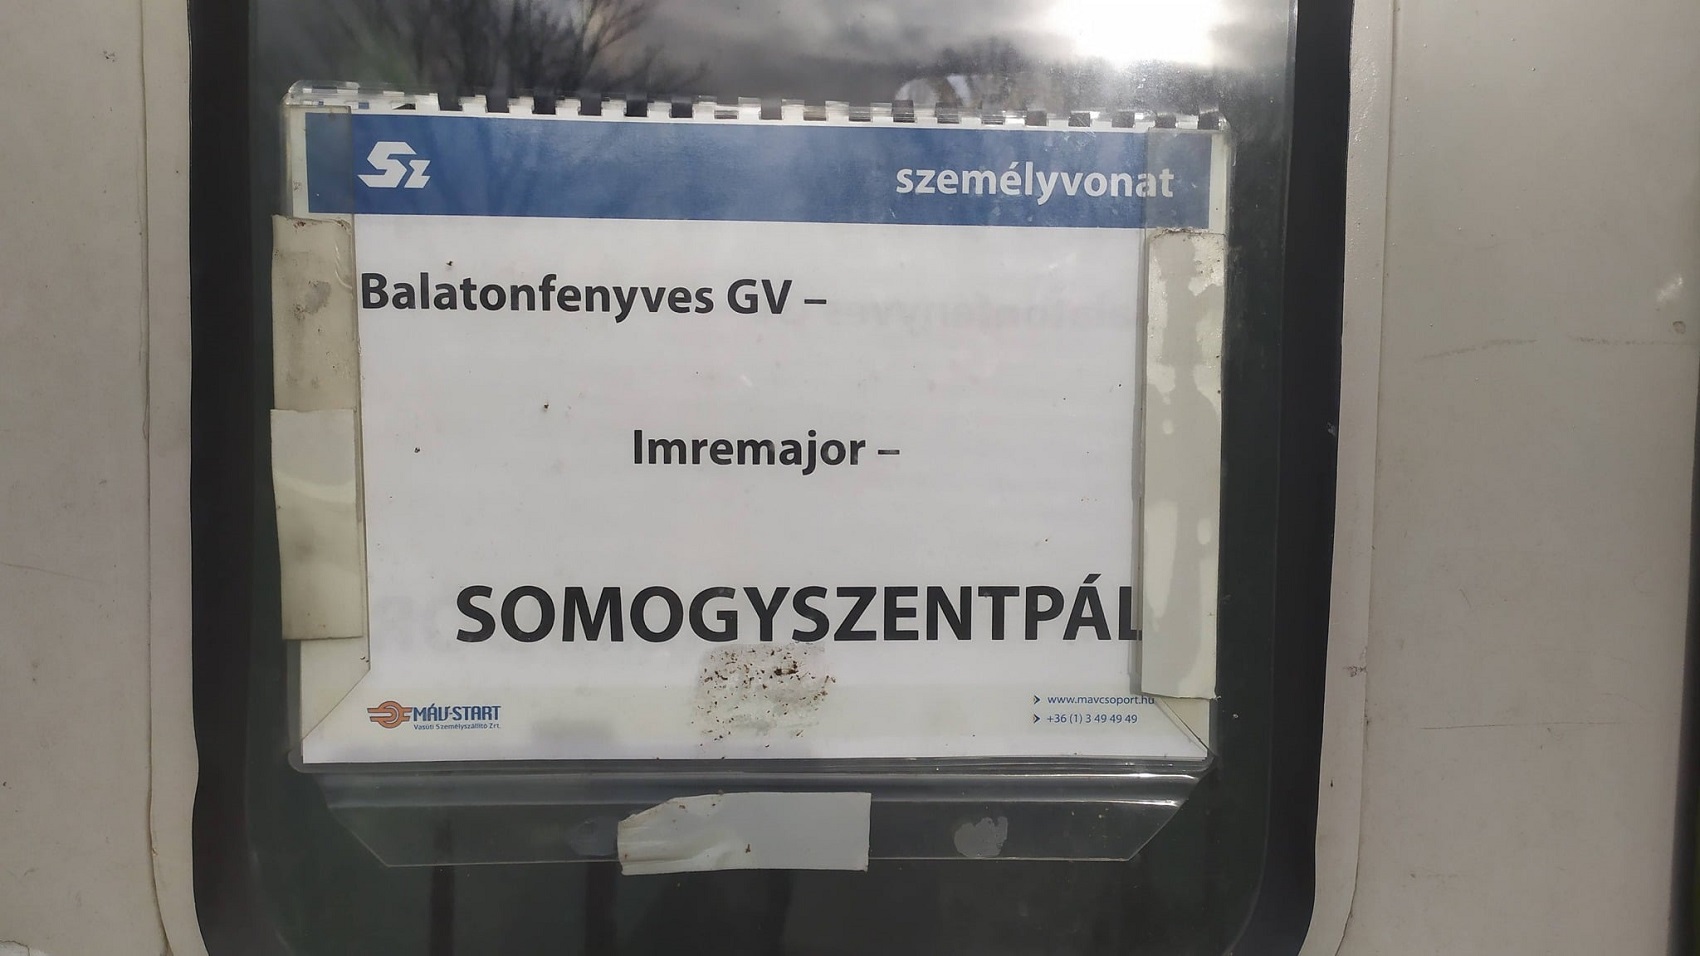 Sz személyvonat
Balatonfenyves GV –
Imremajor –
SOMOGYSZENTPÁL
MÁV-START
Vasúti Személyszállító Zrt.
www.mavcsoport.hu
+36 (1) 3 49 49 49